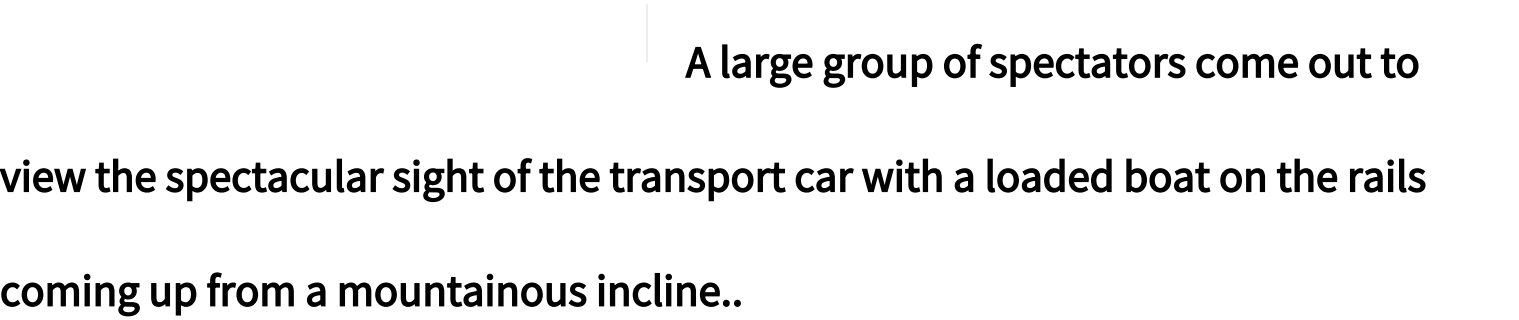 A large group of spectators come out to
view the spectacular sight of the transport car with a loaded boat on the rails
coming up from a mountainous incline..